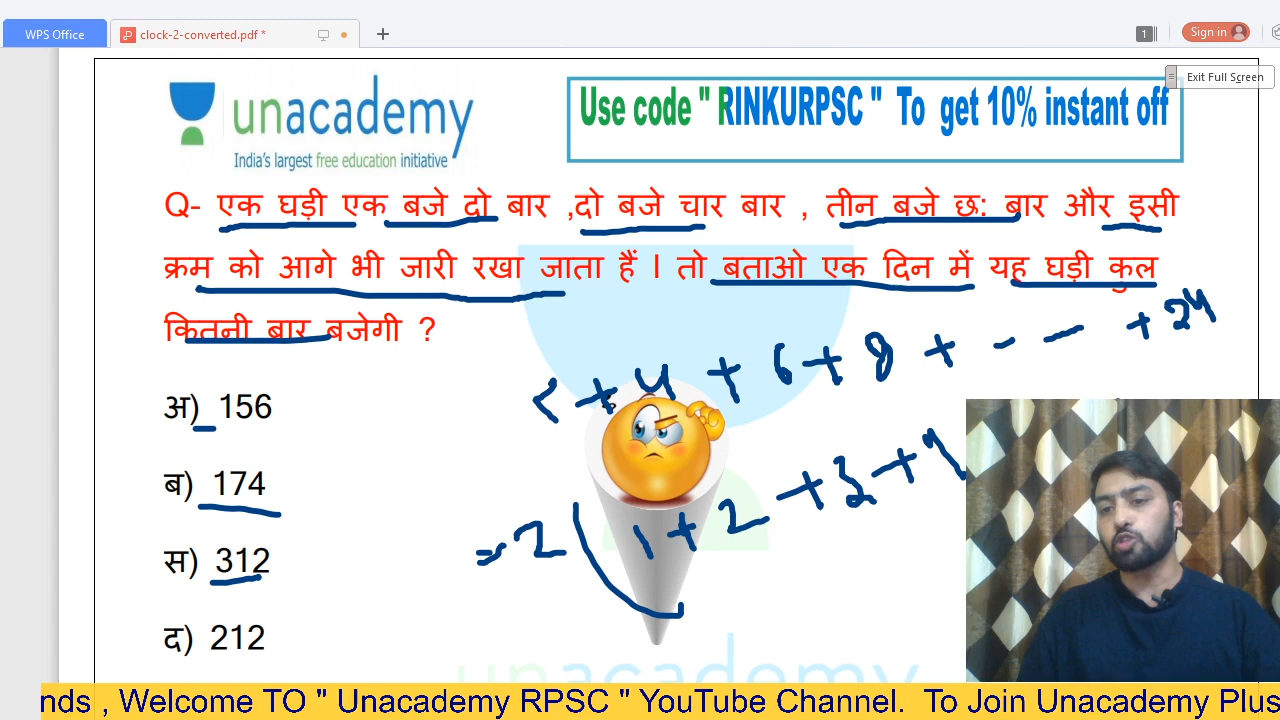 WPS Office
clock-2-converted.pdf *
+
1
Sign in
Exit Full Screen
unacademy
India's largest free education initiative
Use code " RINKURPSC " To get 10% instant off
Q- एक घड़ी एक बजे दो बार ,दो बजे चार बार , तीन बजे छ: बार और इसी
क्रम को आगे भी जारी रखा जाता हैं I तो बताओ एक दिन में यह घड़ी कुल
कितनी बार बजेगी ?
+ 4 + 6 + 8 + - - + 24
अ) 156
ब) 174
= 2 ( 1 + 2 + 3 + 4
स) 312
द) 212
unacademy
nds , Welcome TO " Unacademy RPSC " YouTube Channel. To Join Unacademy Plus